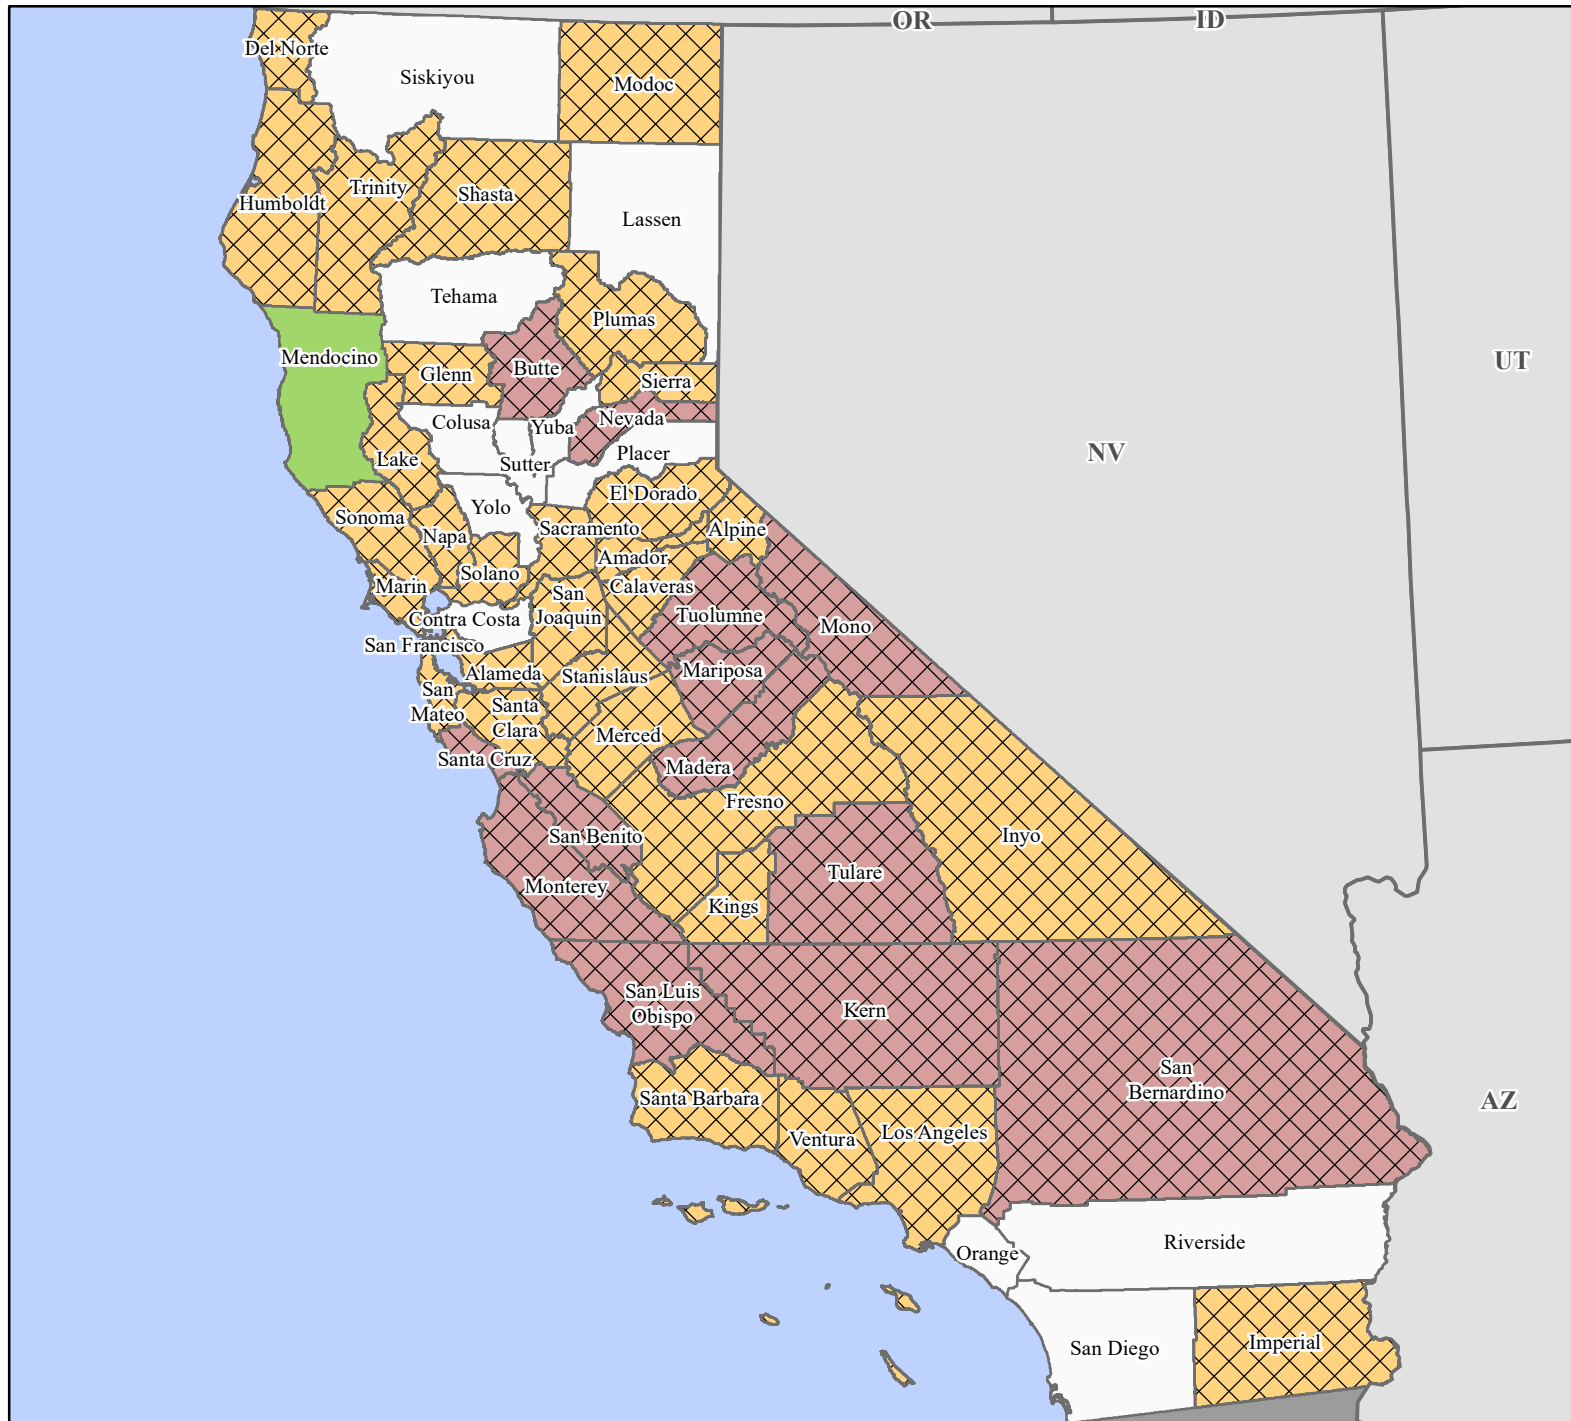 OR
ID
Del Norte
Siskiyou
Modoc
Trinity
Shasta
Humboldt
Lassen
Tehama
Plumas
Mendocino
UT
Butte
Glenn
Sierra
Nevada
Colusa
Yuba
NV
Placer
Lake
Sutter
El Dorado
Yolo
Sonoma
Sacramento
Alpine
Napa
Amador
Solano
Marin
Calaveras
San
Joaquin
Tuolumne
Contra Costa
Mono
San Francisco
Mariposa
Alameda
Stanislaus
San
Mateo
Santa
Clara
Merced
Santa Cruz
Madera
Fresno
San Benito
Inyo
Tulare
Monterey
Kings
San Luis
Obispo
Kern
San
Bernardino
Santa Barbara
AZ
Los Angeles
Ventura
Riverside
Orange
Imperial
San Diego